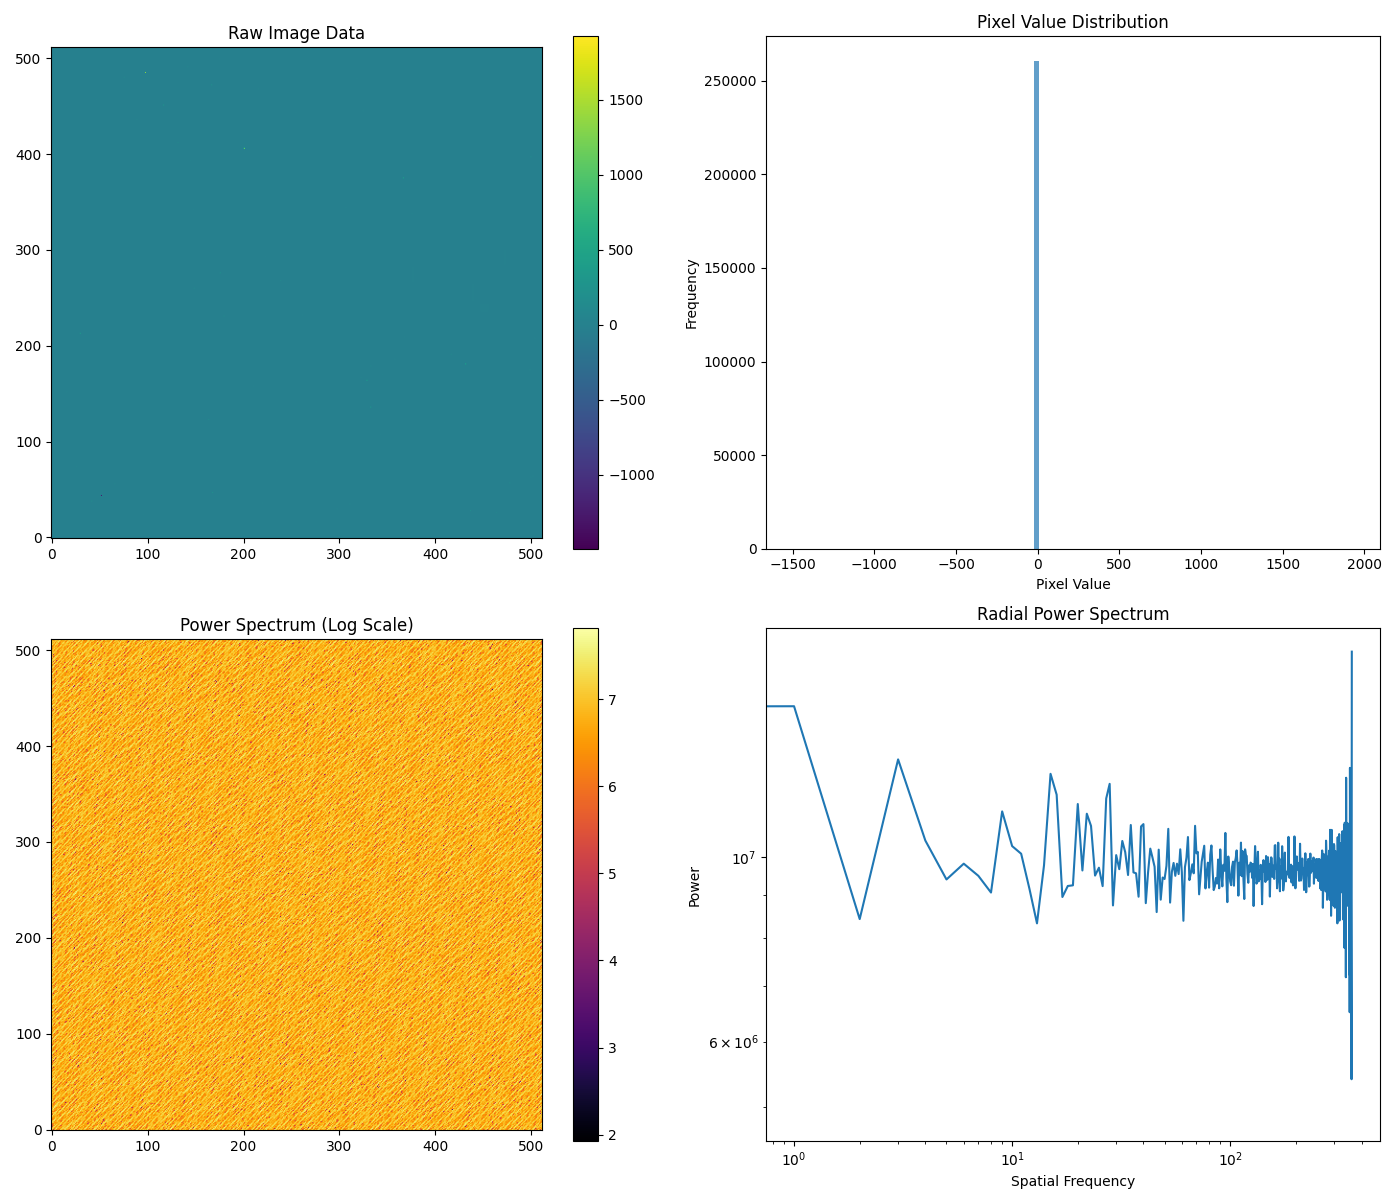 Raw Image Data
500
400
300
200
100
0
0 100 200 300 400 500
1500
1000
500
0
−500
−1000
Pixel Value Distribution
Frequency
250000
200000
150000
100000
50000
0
−1500 −1000 −500 0 500 1000 1500 2000
Pixel Value
Power Spectrum (Log Scale)
500
400
300
200
100
0
0 100 200 300 400 500
7
6
5
4
3
2
Radial Power Spectrum
Power
10⁷
6 × 10⁶
10⁰ 10¹ 10²
Spatial Frequency